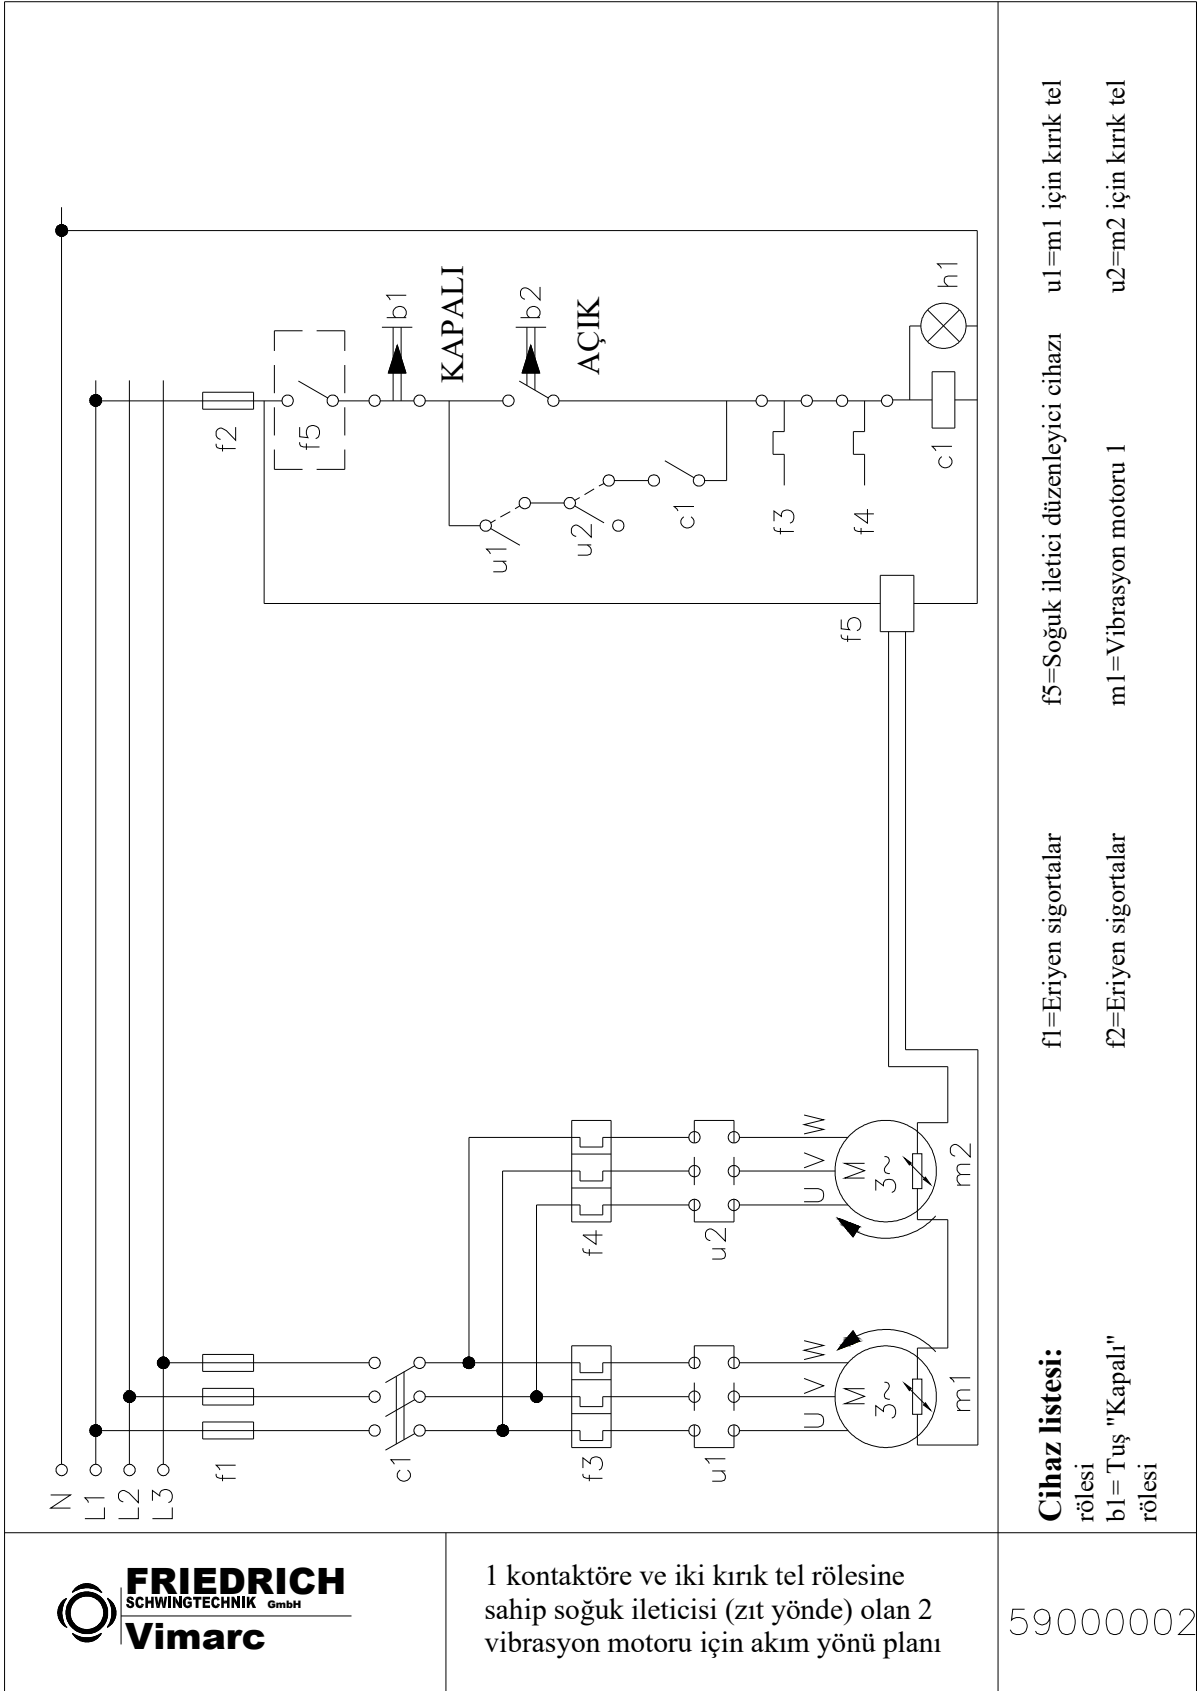 N
L1
L2
L3
f1
c1
f3
u1
U
V
W
M
3~
m1
f4
u2
U
V
W
M
3~
m2
f2
f5
b1
KAPALI
b2
AÇIK
u1
u2
c1
f3
f4
f5
c1
h1
Cihaz listesi:
rölesi
b1= Tuş "Kapalı"
rölesi
f1=Eriyen sigortalar
f2=Eriyen sigortalar
f5=Soğuk iletici düzenleyici cihazı
m1=Vibrasyon motoru 1
u1=m1 için kırık tel
u2=m2 için kırık tel
FRIEDRICH
SCHWINGTECHNIK GmbH
Vimarc
1 kontaktöre ve iki kırık tel rölesine
sahip soğuk ileticisi (zıt yönde) olan 2
vibrasyon motoru için akım yönü planı
59000002